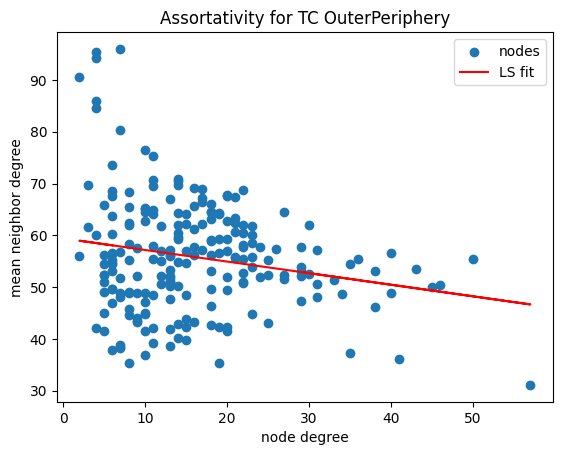 Assortativity for TC OuterPeriphery
nodes
LS fit
mean neighbor degree
90
80
70
60
50
40
30
0
10
20
30
40
50
node degree